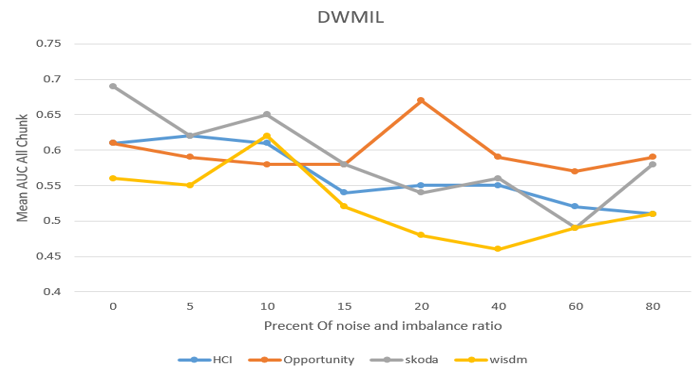 DWMIL
0.75
0.7
0.65
0.6
0.55
0.5
0.45
0.4
Mean AUC All Chunk
0 5 10 15 20 40 60 80
Precent Of noise and imbalance ratio
HCI Opportunity skoda wisdm